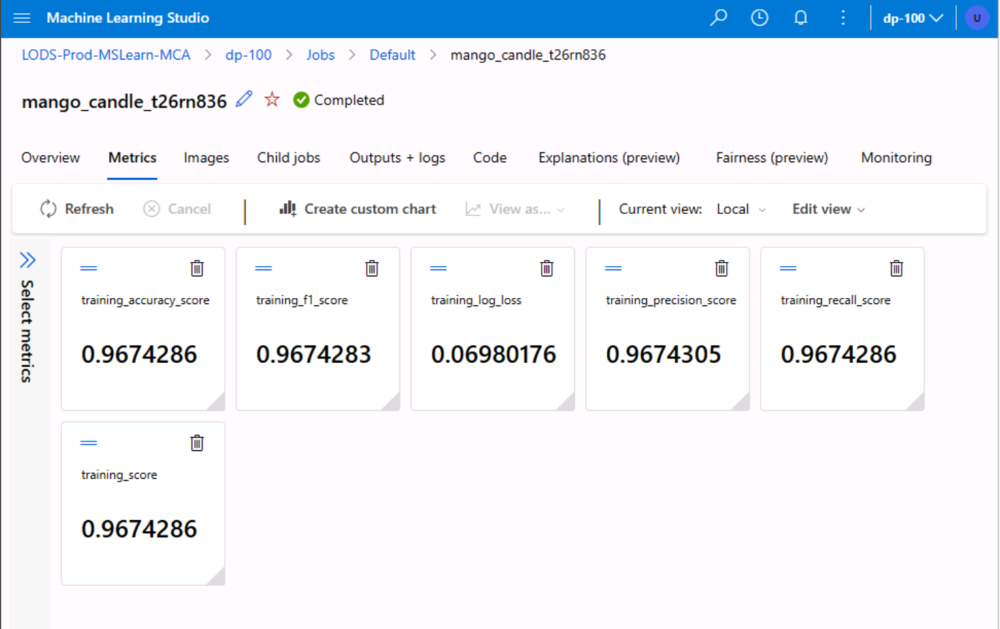 Machine Learning Studio dp-100 U
LODS-Prod-MSLearn-MCA > dp-100 > Jobs > Default > mango_candle_t26rn836
mango_candle_t26rn836 Completed
Overview Metrics Images Child jobs Outputs + logs Code Explanations (preview) Fairness (preview) Monitoring
Refresh Cancel Create custom chart View as... Current view: Local Edit view
Select metrics
training_accuracy_score training_f1_score training_log_loss training_precision_score training_recall_score
0.9674286 0.9674283 0.06980176 0.9674305 0.9674286
training_score
0.9674286